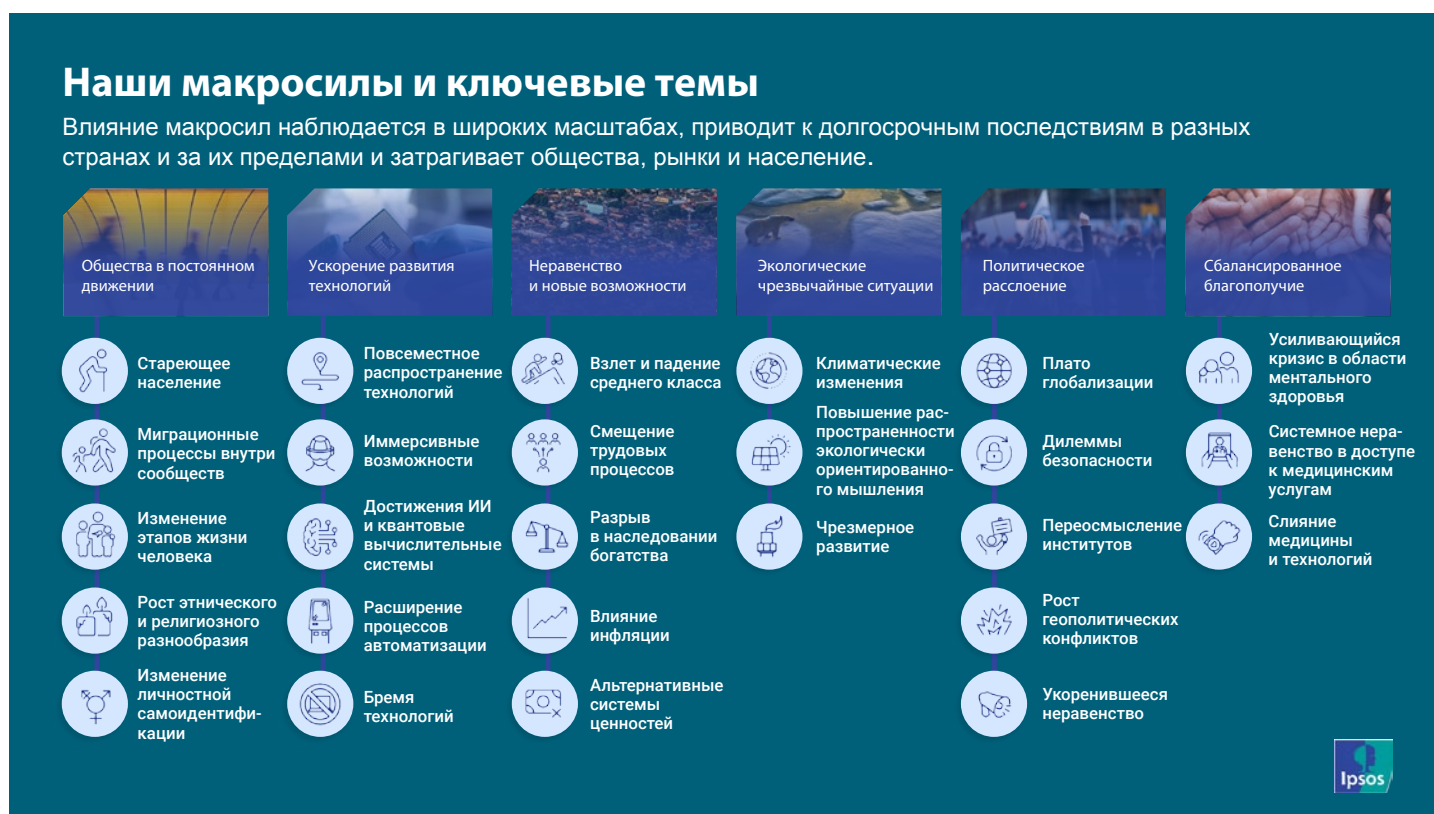 Наши макросилы и ключевые темы
Влияние макросил наблюдается в широких масштабах, приводит к долгосрочным последствиям в разных
странах и за их пределами и затрагивает общества, рынки и население.
Общества в постоянном
движении
Стареющее
население
Миграционные
процессы внутри
сообществ
Изменение
этапов жизни
человека
Рост этнического
и религиозного
разнообразия
Изменение
личностной
самоидентифи-
кации
Ускорение развития
технологий
Повсеместное
распространение
технологий
Иммерсивные
возможности
Достижения ИИ
и квантовые
вычислительные
системы
Расширение
процессов
автоматизации
Бремя
технологий
Неравенство
и новые возможности
Взлет и падение
среднего класса
Смещение
трудовых
процессов
Разрыв
в наследовании
богатства
Влияние
инфляции
Альтернативные
системы
ценностей
Экологические
чрезвычайные ситуации
Климатические
изменения
Повышение рас-
пространенности
экологически
ориентированно-
го мышления
Чрезмерное
развитие
Политическое
расслоение
Плато
глобализации
Дилеммы
безопасности
Переосмысление
институтов
Рост
геополитических
конфликтов
Укоренившееся
неравенство
Сбалансированное
благополучие
Усиливающийся
кризис в области
ментального
здоровья
Системное нера-
венство в доступе
к медицинским
услугам
Слияние
медицины
и технологий
Ipsos